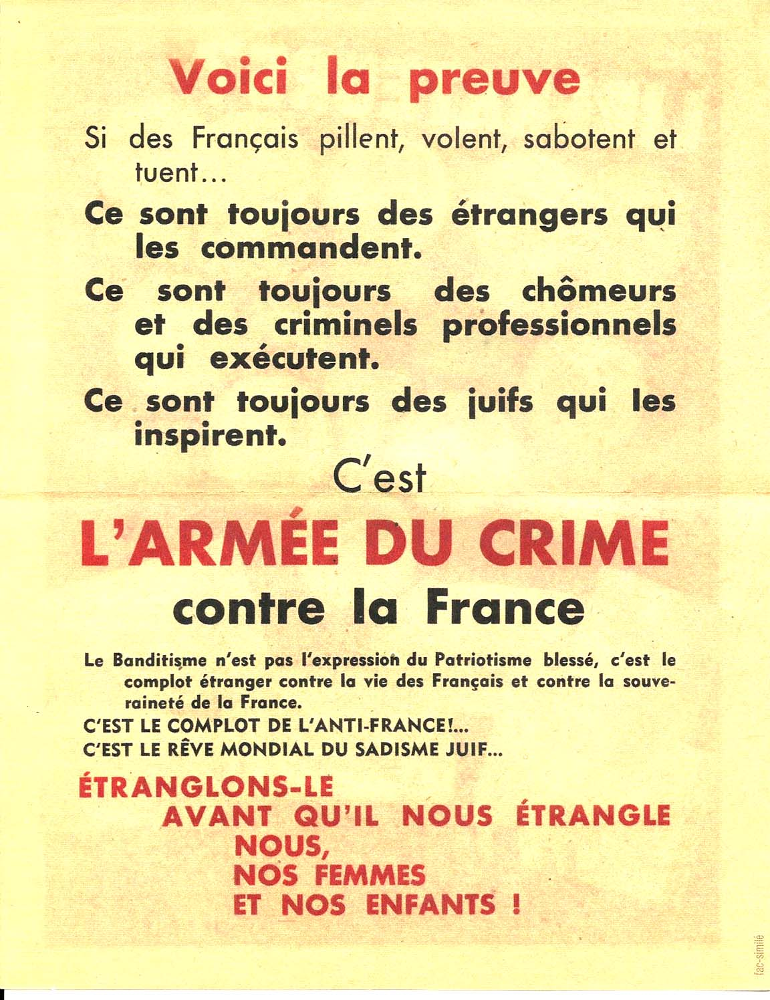 Voici la preuve
Si des Français pillent, volent, sabotent et
tuent...
Ce sont toujours des étrangers qui
les commandent.
Ce sont toujours des chômeurs
et des criminels professionnels
qui exécutent.
Ce sont toujours des juifs qui les
inspirent.
C'est
L'ARMÉE DU CRIME
contre la France
Le Banditisme n'est pas l'expression du Patriotisme blessé, c'est le
complot étranger contre la vie des Français et contre la souve-
raineté de la France.
C'EST LE COMPLOT DE L'ANTI-FRANCE!...
C'EST LE RÊVE MONDIAL DU SADISME JUIF...
ÉTRANGLONS-LE
AVANT QU'IL NOUS ÉTRANGLE
NOUS,
NOS FEMMES
ET NOS ENFANTS !
fac-similé